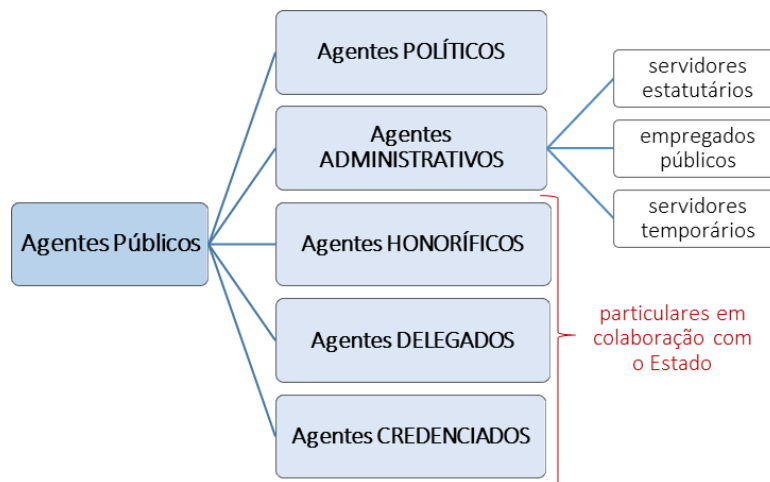 Agentes Públicos
Agentes POLÍTICOS
Agentes
ADMINISTRATIVOS
servidores
estatutários
empregados
públicos
servidores
temporários
Agentes HONORÍFICOS
Agentes DELEGADOS
Agentes CREDENCIADOS
particulares em
colaboração com
o Estado